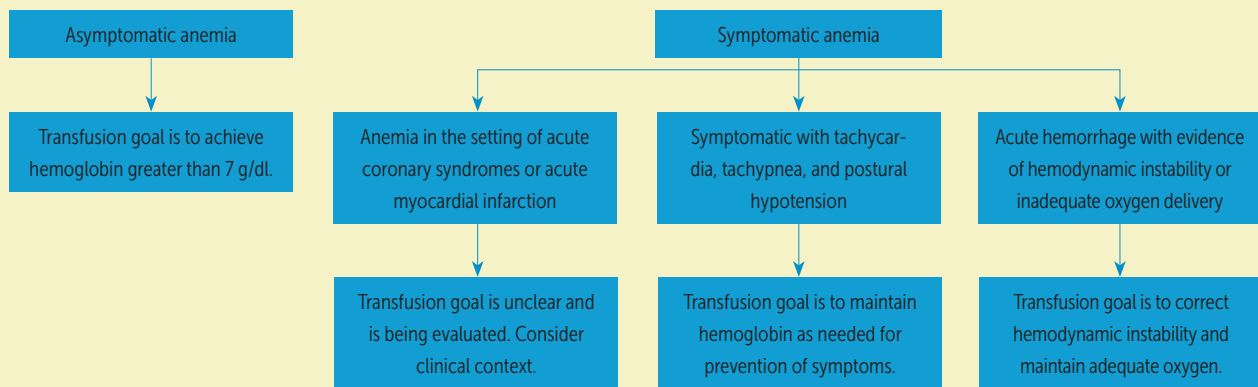 Asymptomatic anemia
Transfusion goal is to achieve
hemoglobin greater than 7 g/dl.
Symptomatic anemia
Anemia in the setting of acute
coronary syndromes or acute
myocardial infarction
Transfusion goal is unclear and
is being evaluated. Consider
clinical context.
Symptomatic with tachycar-
dia, tachypnea, and postural
hypotension
Transfusion goal is to maintain
hemoglobin as needed for
prevention of symptoms.
Acute hemorrhage with evidence
of hemodynamic instability or
inadequate oxygen delivery
Transfusion goal is to correct
hemodynamic instability and
maintain adequate oxygen.